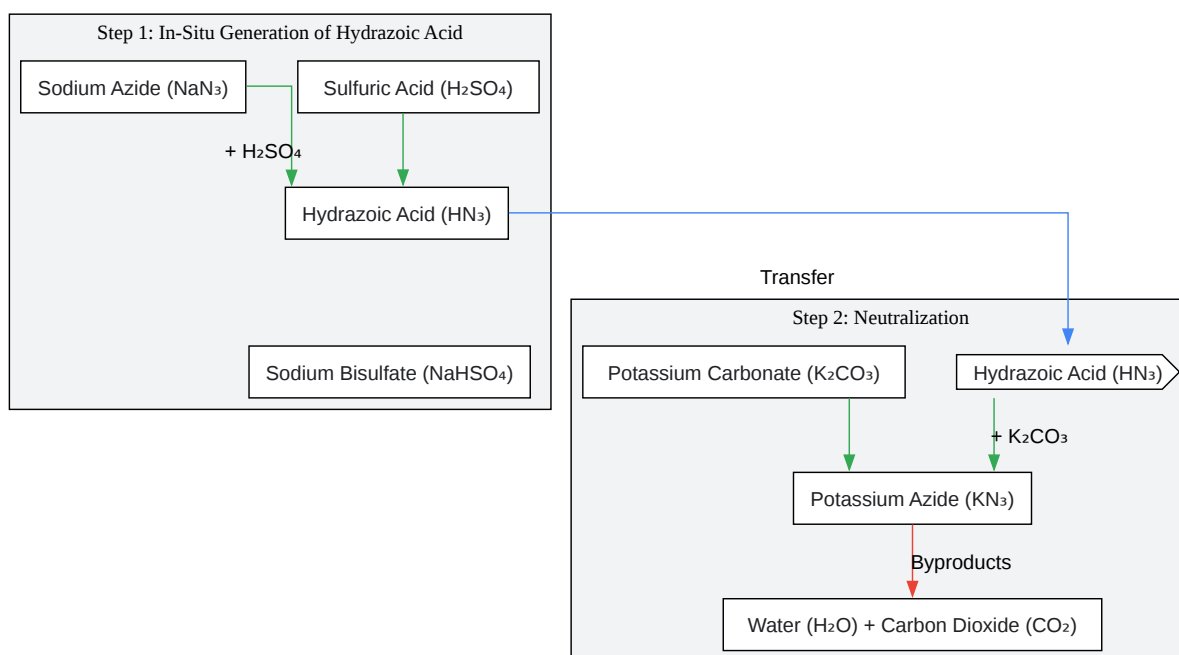 Step 1: In-Situ Generation of Hydrazoic Acid
Sodium Azide (NaN₃)
Sulfuric Acid (H₂SO₄)
+ H₂SO₄
Hydrazoic Acid (HN₃)
Sodium Bisulfate (NaHSO₄)
Transfer
Step 2: Neutralization
Potassium Carbonate (K₂CO₃)
Hydrazoic Acid (HN₃)
+ K₂CO₃
Potassium Azide (KN₃)
Byproducts
Water (H₂O) + Carbon Dioxide (CO₂)